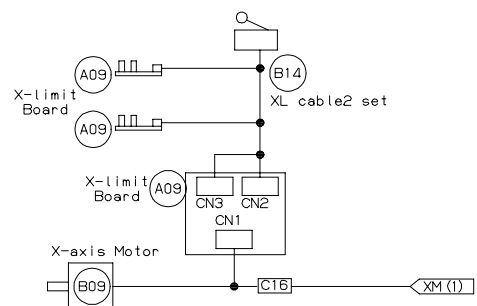 A09
B14
X-limit
Board
XL cable2 set
A09
X-limit
Board
A09
CN3
CN2
CN1
X-axis Motor
B09
C16
XM (1)